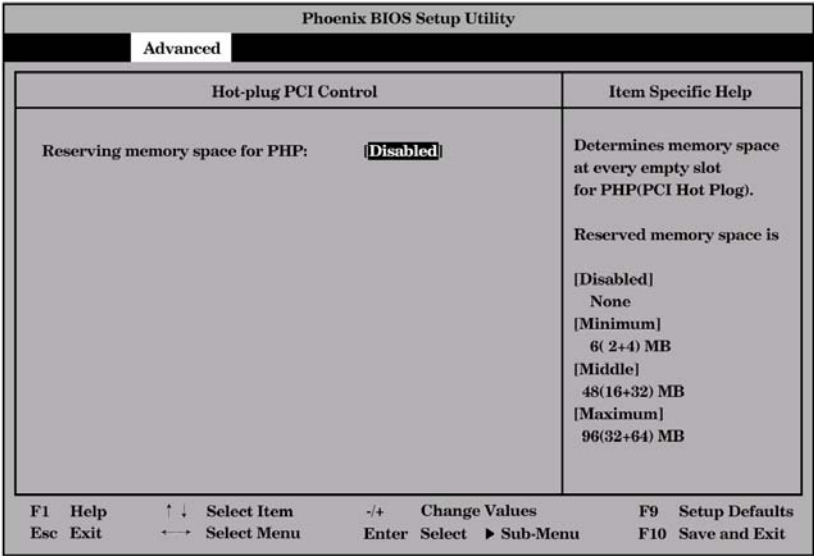 Phoenix BIOS Setup Utility
Advanced
Hot-plug PCI Control
Item Specific Help
Reserving memory space for PHP: [Disabled]
Determines memory space
at every empty slot
for PHP(PCI Hot Plog).
Reserved memory space is
[Disabled]
None
[Minimum]
6( 2+4) MB
[Middle]
48(16+32) MB
[Maximum]
96(32+64) MB
F1 Help ↑ ↓ Select Item -/+ Change Values F9 Setup Defaults
Esc Exit ←→ Select Menu Enter Select ▶ Sub-Menu F10 Save and Exit